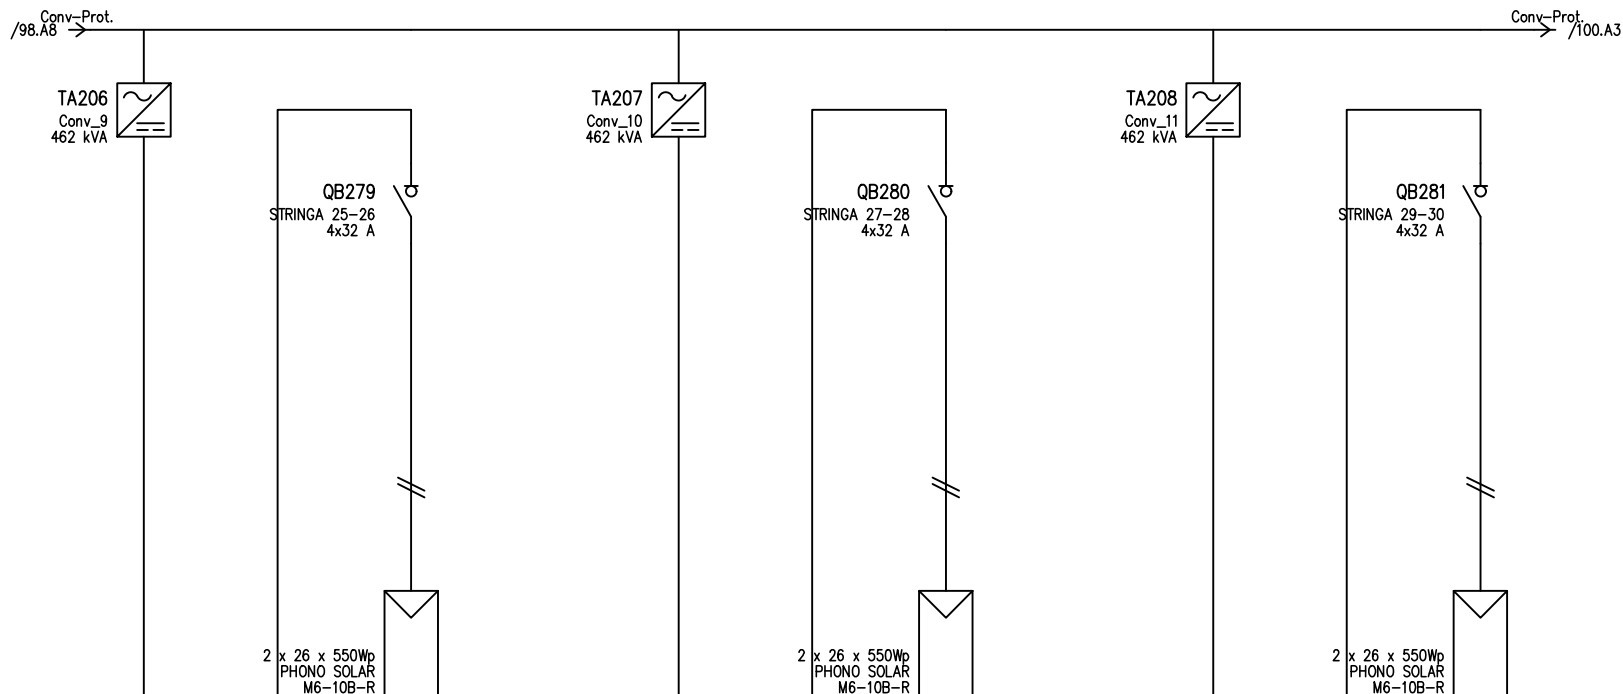 Conv-Prot.
/98.A8
Conv-Prot.
/100.A3
TA206
Conv_9
462 kVA
TA207
Conv_10
462 kVA
TA208
Conv_11
462 kVA
QB279
STRINGA 25-26
4x32 A
QB280
STRINGA 27-28
4x32 A
QB281
STRINGA 29-30
4x32 A
2 x 26 x 550Wp
PHONO SOLAR
M6-10B-R
2 x 26 x 550Wp
PHONO SOLAR
M6-10B-R
2 x 26 x 550Wp
PHONO SOLAR
M6-10B-R